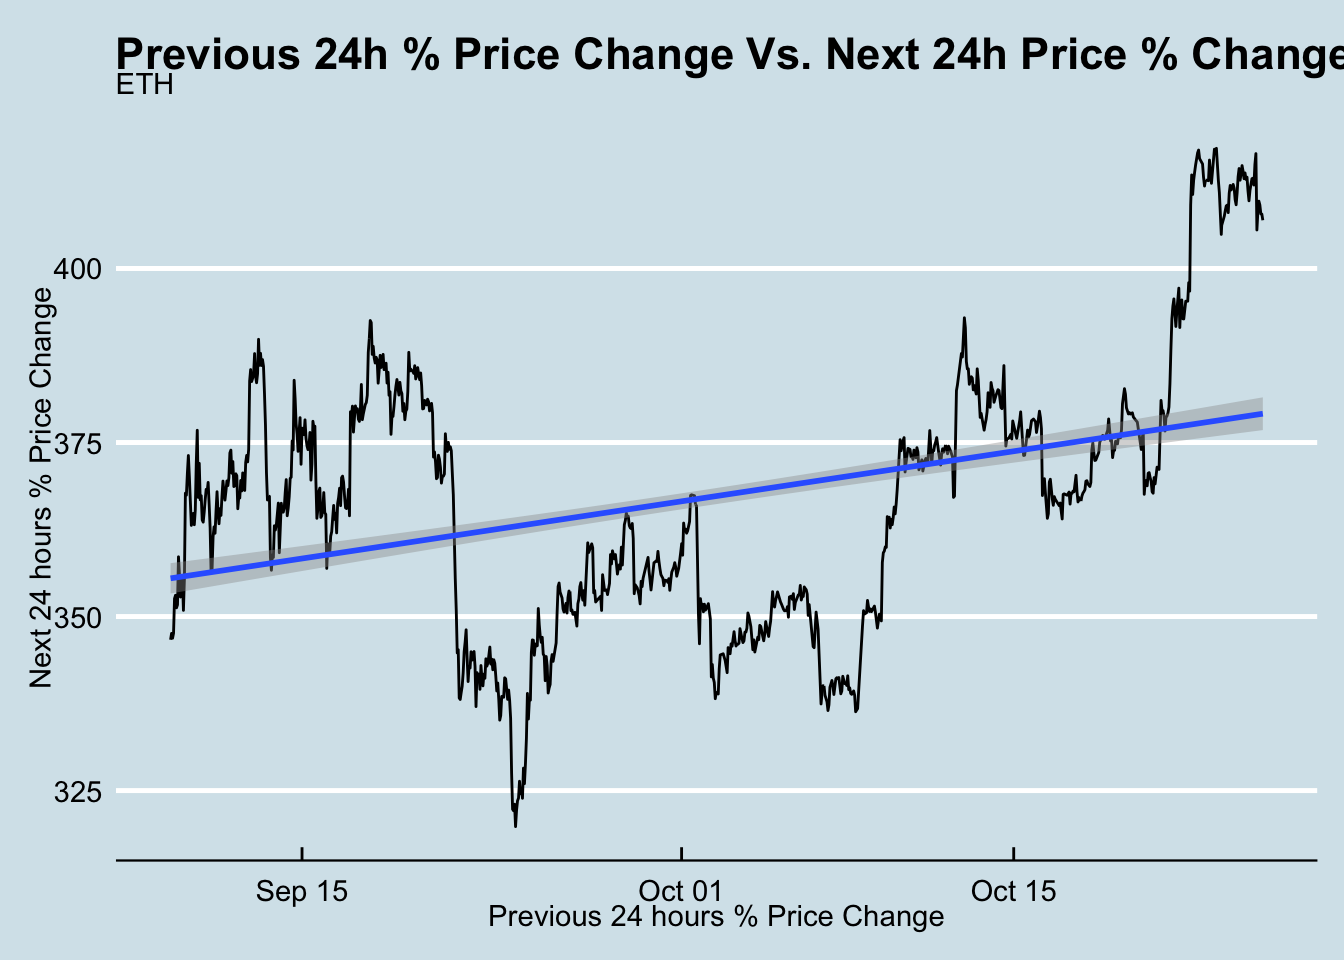 Previous 24h % Price Change Vs. Next 24h Price % Change
ETH
Next 24 hours % Price Change
400
375
350
325
Sep 15
Oct 01
Oct 15
Previous 24 hours % Price Change